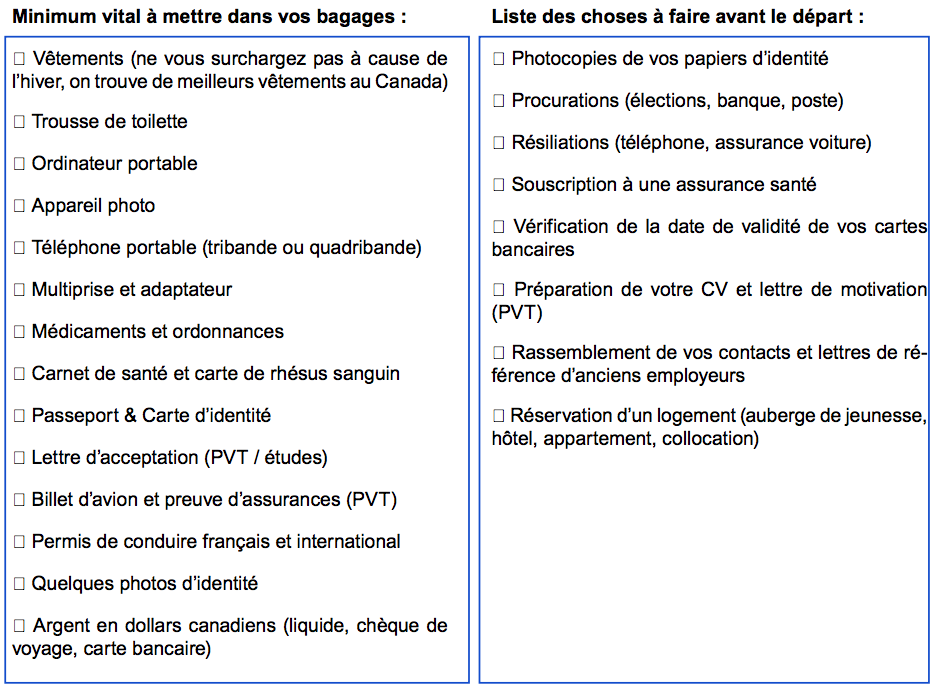 Minimum vital à mettre dans vos bagages :
☐ Vêtements (ne vous surchargez pas à cause de
l’hiver, on trouve de meilleurs vêtements au Canada)
☐ Trousse de toilette
☐ Ordinateur portable
☐ Appareil photo
☐ Téléphone portable (tribande ou quadribande)
☐ Multiprise et adaptateur
☐ Médicaments et ordonnances
☐ Carnet de santé et carte de rhésus sanguin
☐ Passeport & Carte d’identité
☐ Lettre d’acceptation (PVT / études)
☐ Billet d’avion et preuve d’assurances (PVT)
☐ Permis de conduire français et international
☐ Quelques photos d’identité
☐ Argent en dollars canadiens (liquide, chèque de
voyage, carte bancaire)
Liste des choses à faire avant le départ :
☐ Photocopies de vos papiers d’identité
☐ Procurations (élections, banque, poste)
☐ Résiliations (téléphone, assurance voiture)
☐ Souscription à une assurance santé
☐ Vérification de la date de validité de vos cartes
bancaires
☐ Préparation de votre CV et lettre de motivation
(PVT)
☐ Rassemblement de vos contacts et lettres de ré-
férence d’anciens employeurs
☐ Réservation d’un logement (auberge de jeunesse,
hôtel, appartement, collocation)